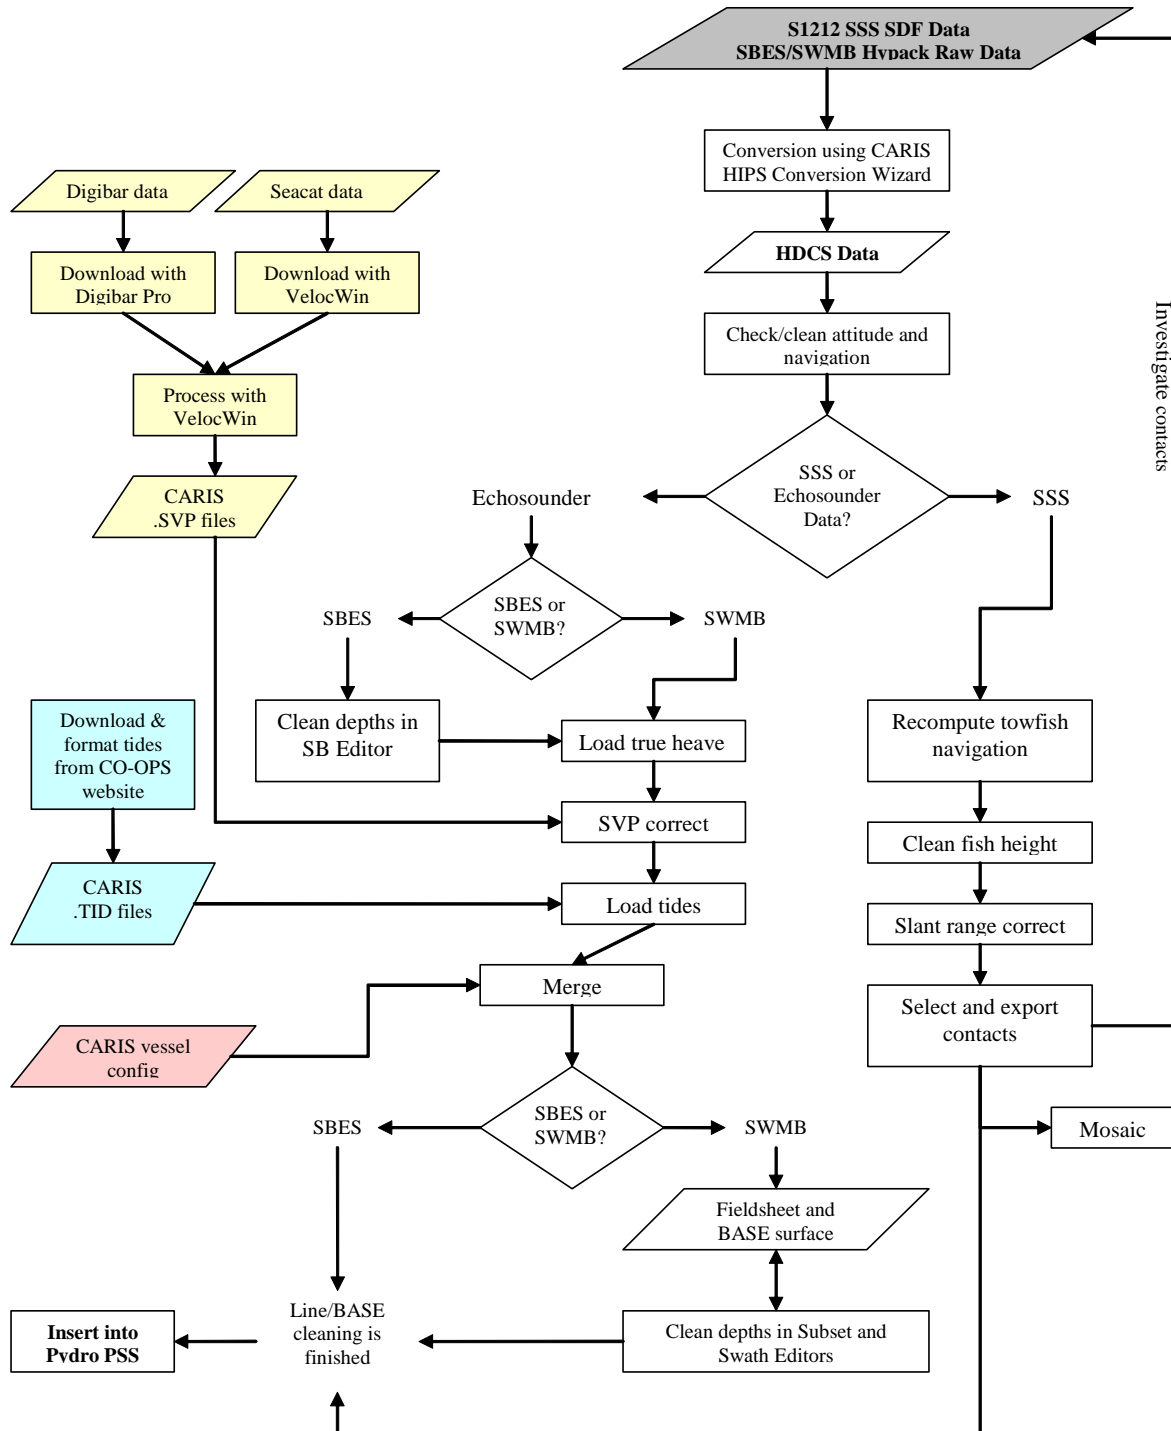 S1212 SSS SDF Data
SBES/SWMB Hypack Raw Data
Conversion using CARIS
HIPS Conversion Wizard
Digibar data
Seacat data
HDCS Data
Download with
Digibar Pro
Download with
VelocWin
Check/clean attitude and
navigation
Investigate contacts
Process with
VelocWin
CARIS
.SVP files
SSS or
Echosounder
Data?
Echosounder
SSS
SBES or
SWMB?
SBES
SWMB
Download &
format tides
from CO-OPS
website
Clean depths in
SB Editor
Load true heave
Recompute towfish
navigation
SVP correct
Clean fish height
CARIS
.TID files
Load tides
Slant range correct
Merge
Select and export
contacts
CARIS vessel
config
SBES or
SWMB?
SBES
SWMB
Mosaic
Fieldsheet and
BASE surface
Line/BASE
cleaning is
finished
Insert into
Pydro PSS
Clean depths in Subset and
Swath Editors